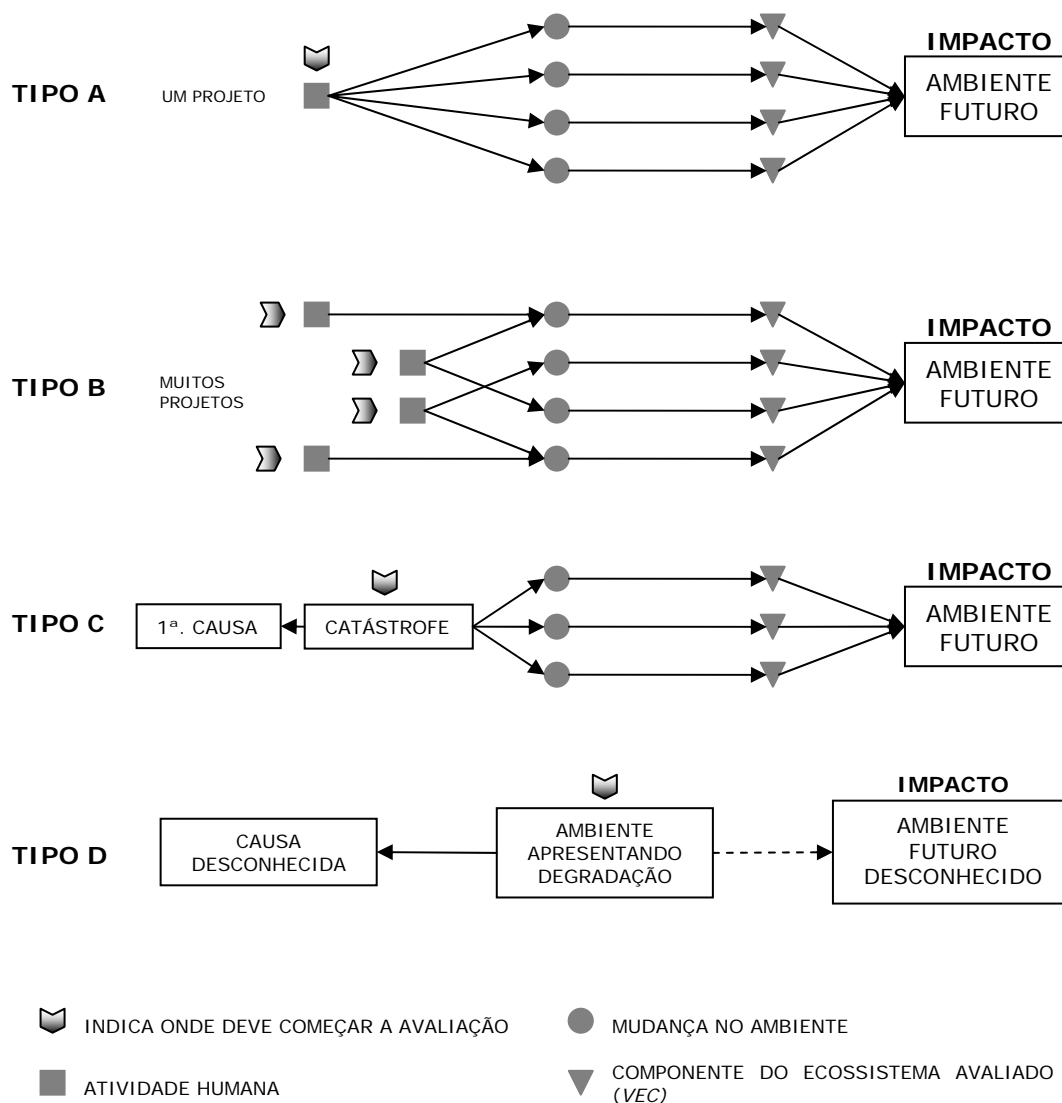 IMPACTO
TIPO A
UM PROJETO
AMBIENTE
FUTURO
IMPACTO
TIPO B
MUITOS
PROJETOS
AMBIENTE
FUTURO
IMPACTO
TIPO C
1ª. CAUSA
CATÁSTROFE
AMBIENTE
FUTURO
IMPACTO
TIPO D
CAUSA
DESCONHECIDA
AMBIENTE
APRESENTANDO
DEGRADAÇÃO
AMBIENTE
FUTURO
DESCONHECIDO
INDICA ONDE DEVE COMEÇAR A AVALIAÇÃO
MUDANÇA NO AMBIENTE
ATIVIDADE HUMANA
COMPONENTE DO ECOSSISTEMA AVALIADO
(VEC)